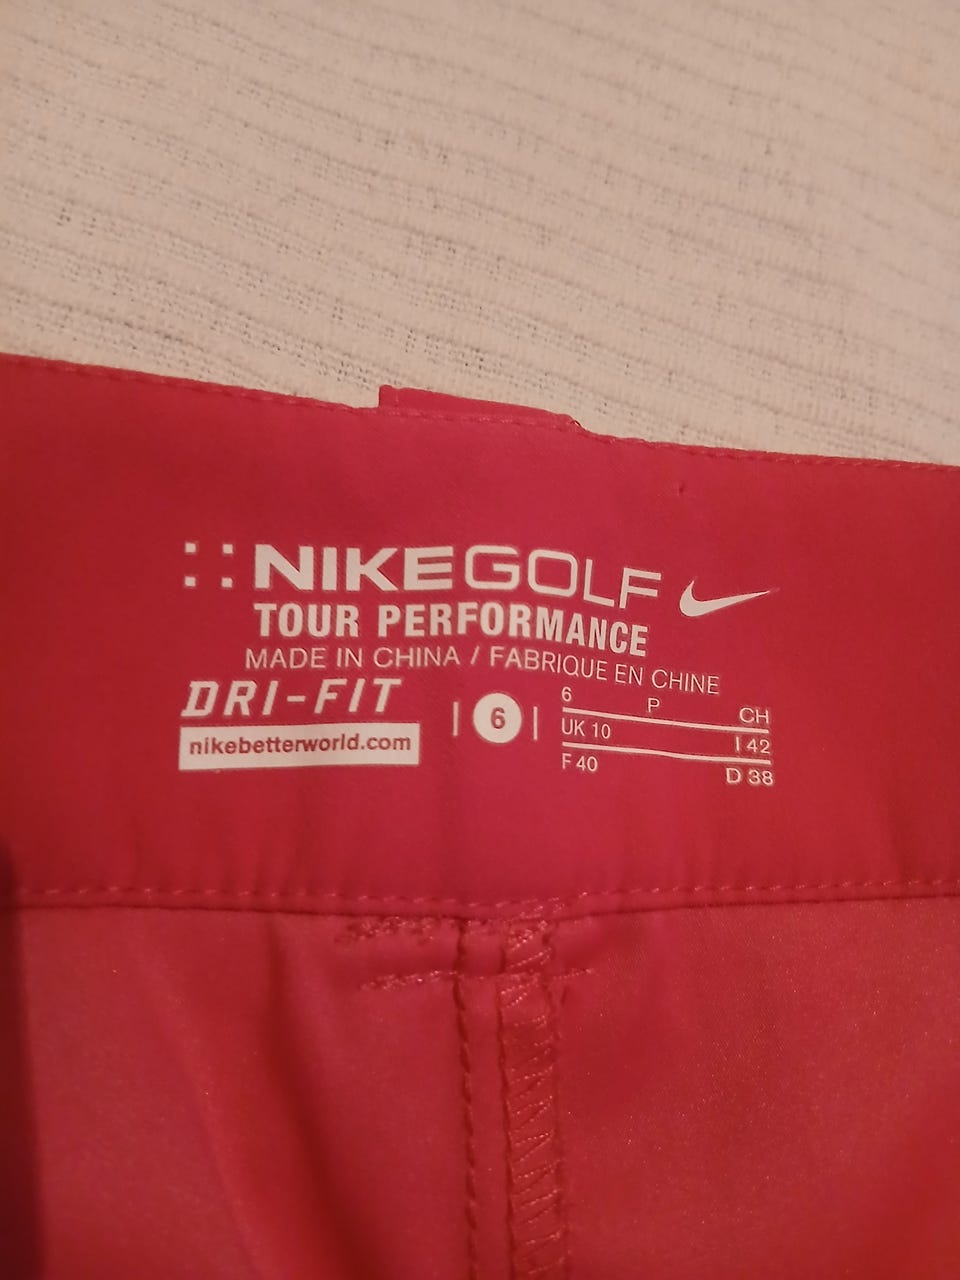 NIKEGOLF
TOUR PERFORMANCE
MADE IN CHINA / FABRIQUE EN CHINE
DRI-FIT
nikebetterworld.com
| 6 |
6 P CH
UK 10 I 42
F 40 D 38